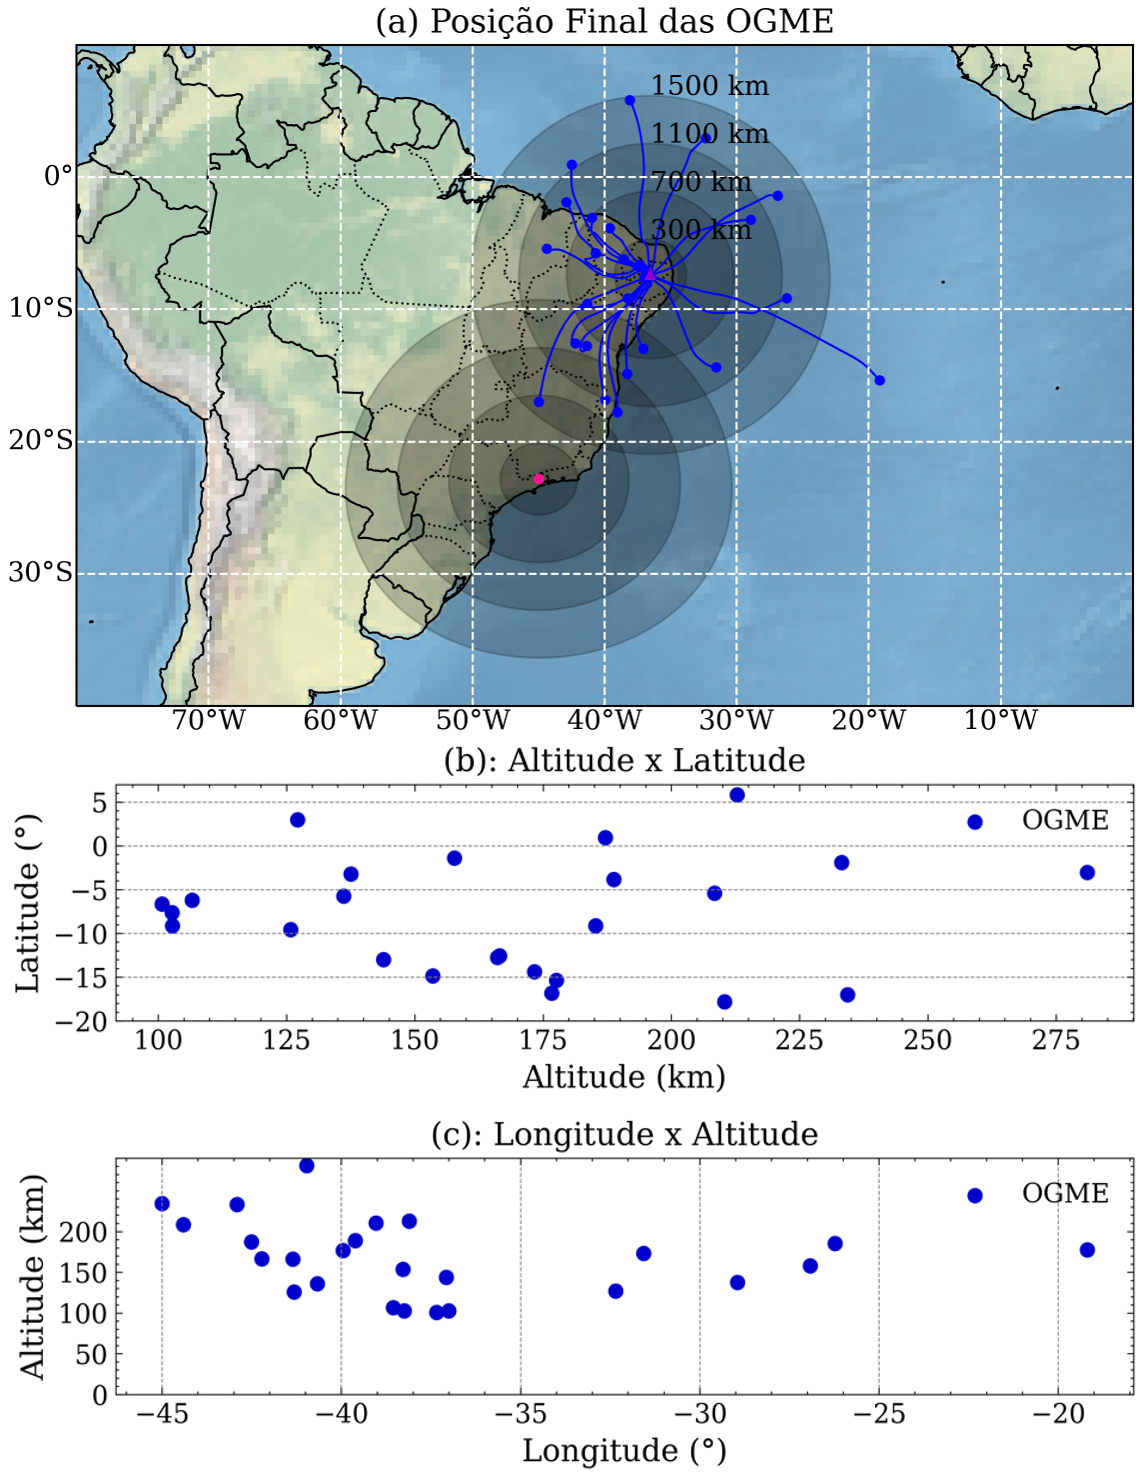 (a) Posição Final das OGME
1500 km
1100 km
700 km
300 km
0°
10°S
20°S
30°S
70°W 60°W 50°W 40°W 30°W 20°W 10°W
(b): Altitude x Latitude
Latitude (°)
5
0
−5
−10
−15
−20
OGME
100 125 150 175 200 225 250 275
Altitude (km)
(c): Longitude x Altitude
Altitude (km)
200
150
100
50
0
OGME
−45 −40 −35 −30 −25 −20
Longitude (°)